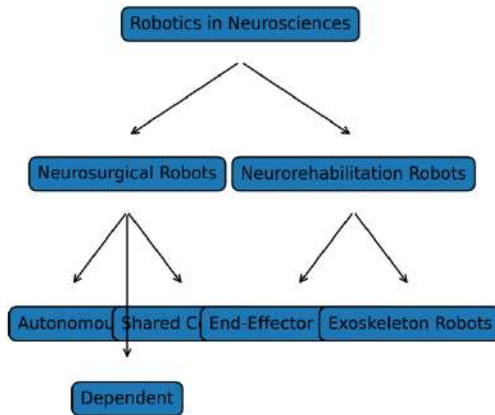 Robotics in Neurosciences
Neurosurgical Robots
Neurorehabilitation Robots
Autonomou
Shared C
End-Effector
Exoskeleton Robots
Dependent